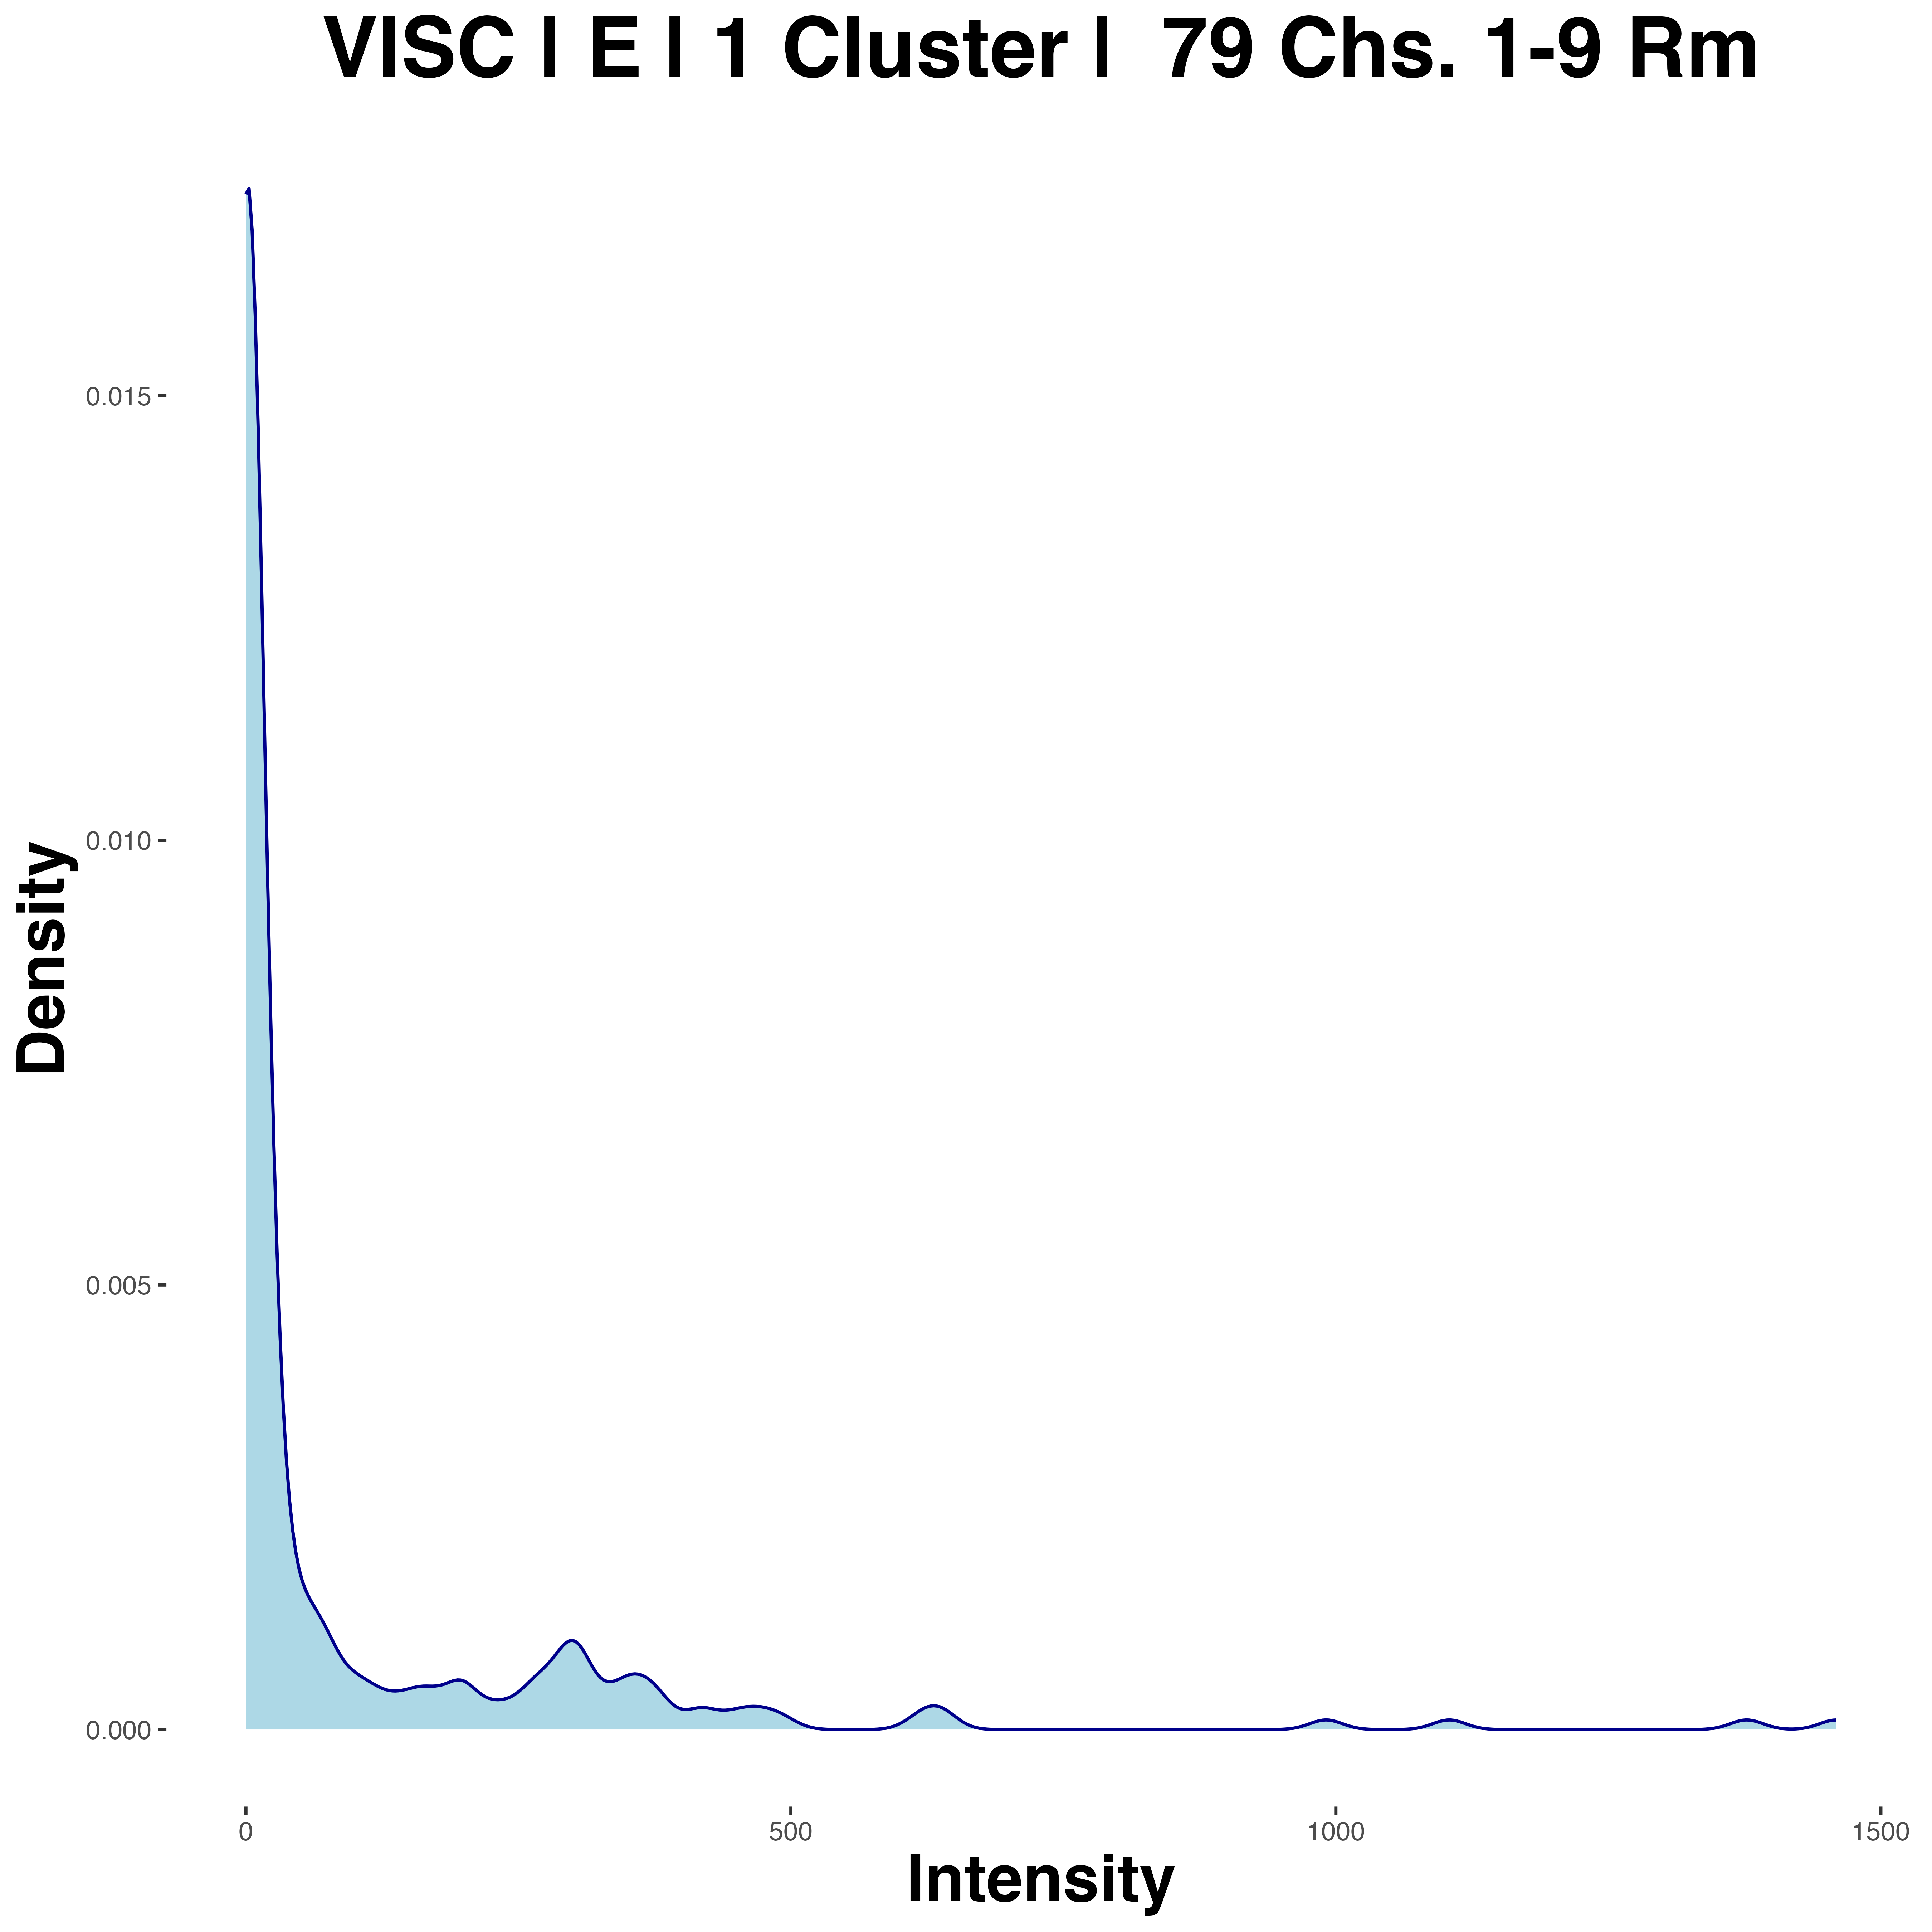 VISC | E | 1 Cluster |  79 Chs. 1-9 Rm
Density
0.015
0.010
0.005
0.000
0 500 1000 1500
Intensity